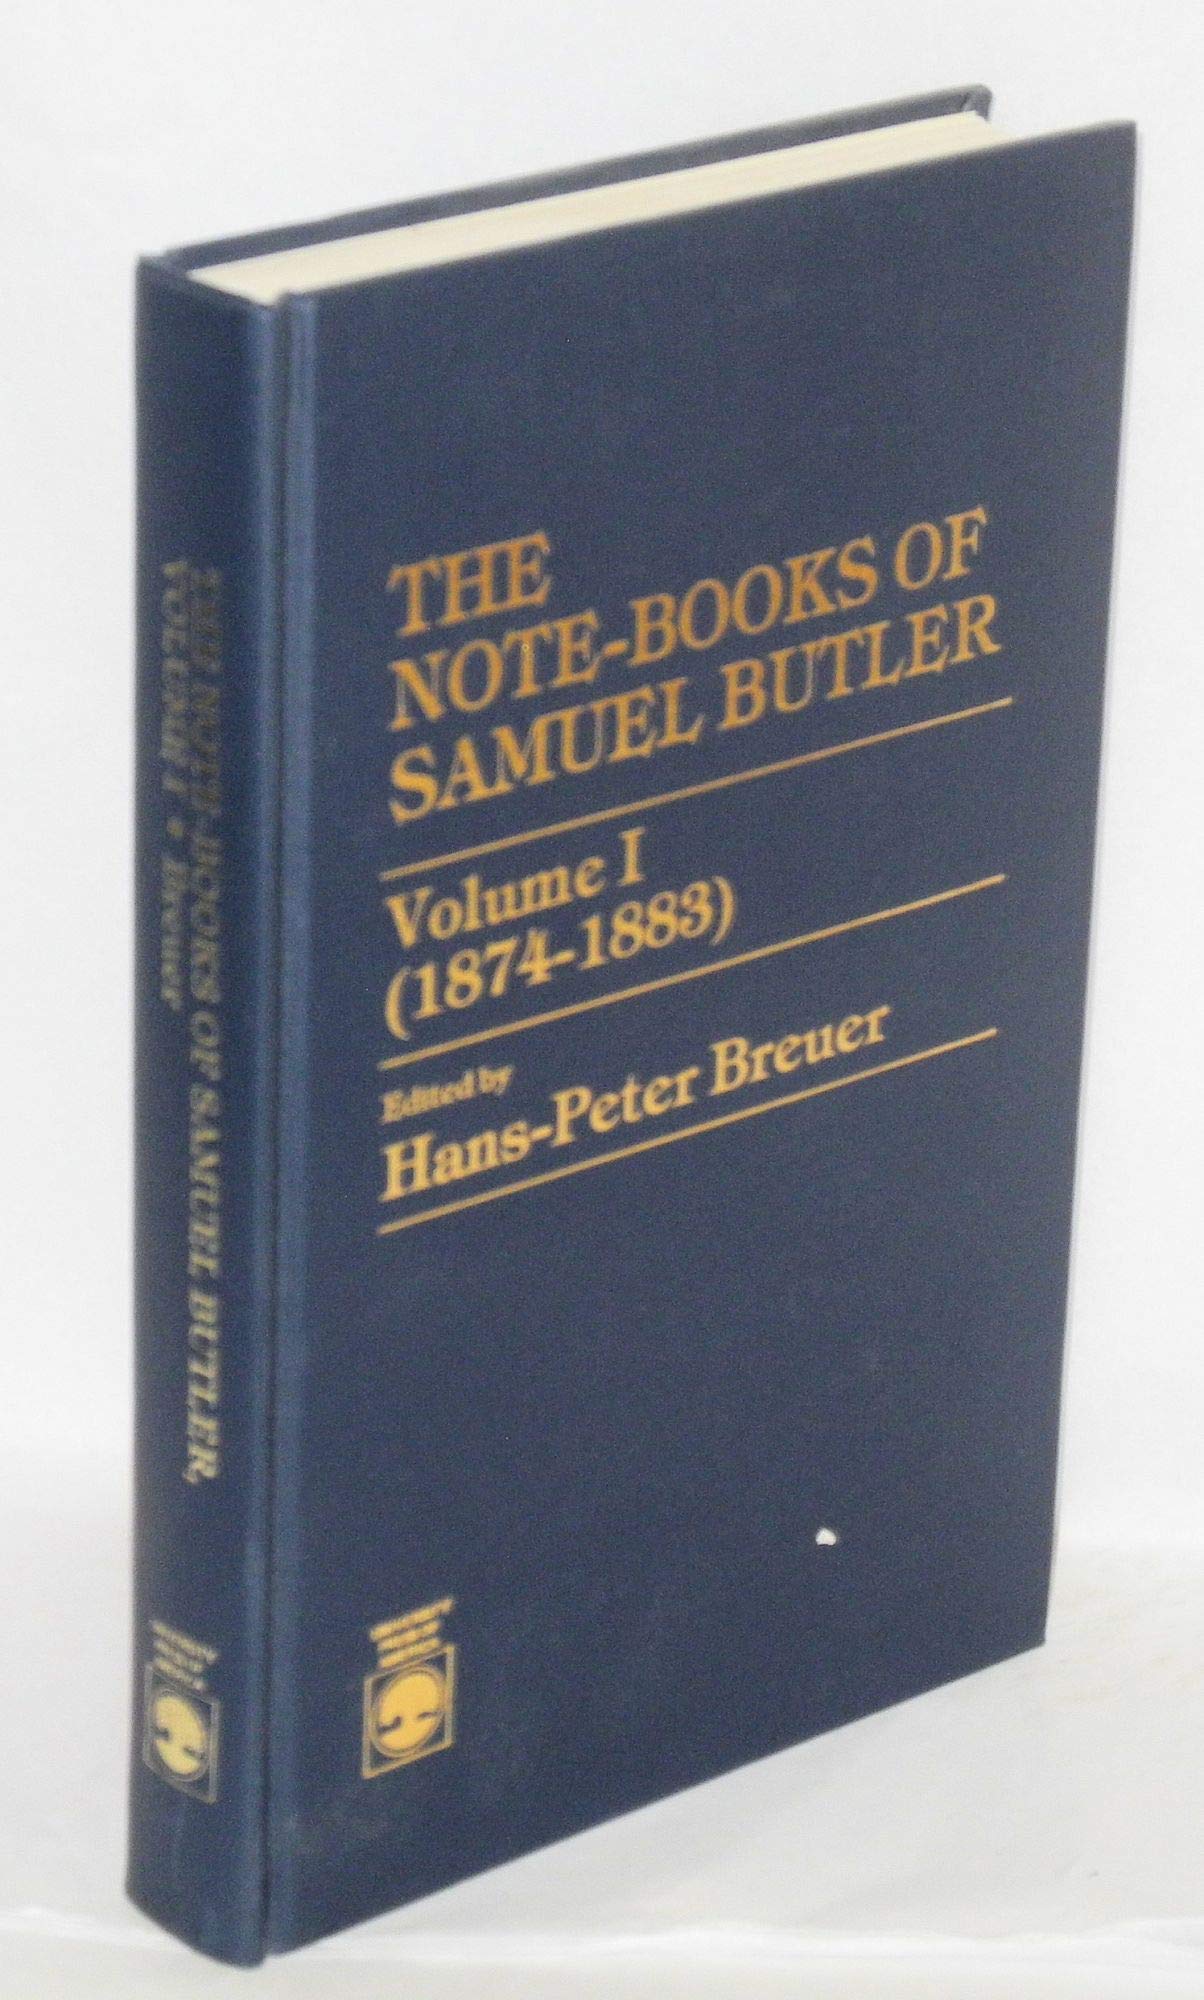 THE
NOTE-BOOKS OF
SAMUEL BUTLER
Volume I
(1874-1883)
Edited by
Hans-Peter Breuer
THE NOTE-BOOKS OF SAMUEL BUTLER,
VOLUME I • Breuer